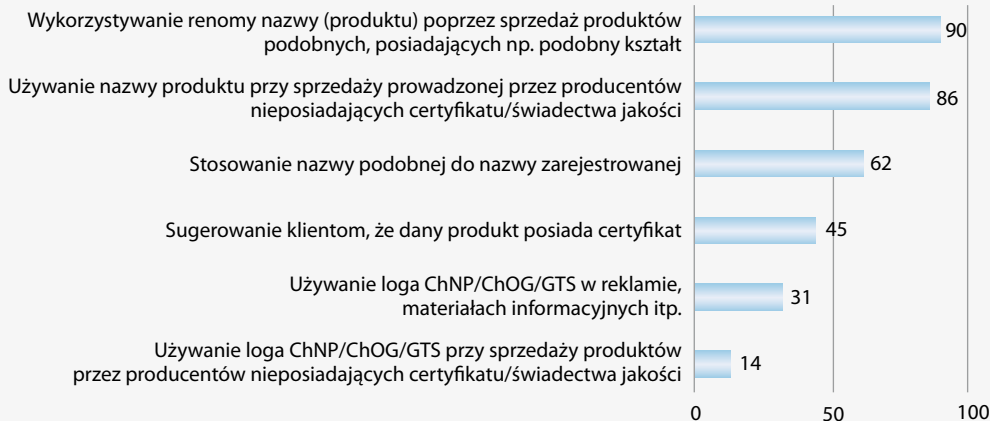 Wykorzystywanie renomy nazwy (produktu) poprzez sprzedaż produktów
podobnych, posiadających np. podobny kształt
90
Używanie nazwy produktu przy sprzedaży prowadzonej przez producentów
nieposiadających certyfikatu/świadectwa jakości
86
Stosowanie nazwy podobnej do nazwy zarejestrowanej
62
Sugerowanie klientom, że dany produkt posiada certyfikat
45
Używanie loga ChNP/ChOG/GTS w reklamie,
materiałach informacyjnych itp.
31
Używanie loga ChNP/ChOG/GTS przy sprzedaży produktów
przez producentów nieposiadających certyfikatu/świadectwa jakości
14
0 50 100